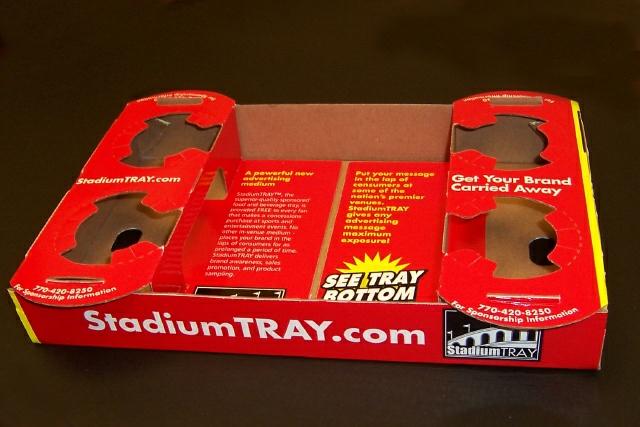 For Sponsorship Information
StadiumTRAY.com
770-420-8250
For Sponsorship Information
A powerful new
advertising
medium
StadiumTRAY™, the
superior-quality sponsored
food and beverage tray, is
provided FREE to every fan
that makes a concessions
purchase at sports and
entertainment events. No
other in-venue medium
places your brand in the
laps of consumers for as
prolonged a period of time.
StadiumTRAY delivers
brand awareness, sales
promotion, and product
sampling.
Put your message
in the lap of
consumers at
some of the
nation's premier
venues.
StadiumTRAY
gives any
advertising
message
maximum
exposure!
SEE TRAY
BOTTOM
Get Your Brand
Carried Away
770-420-8250
For Sponsorship Information
StadiumTRAY.com
StadiumTRAY